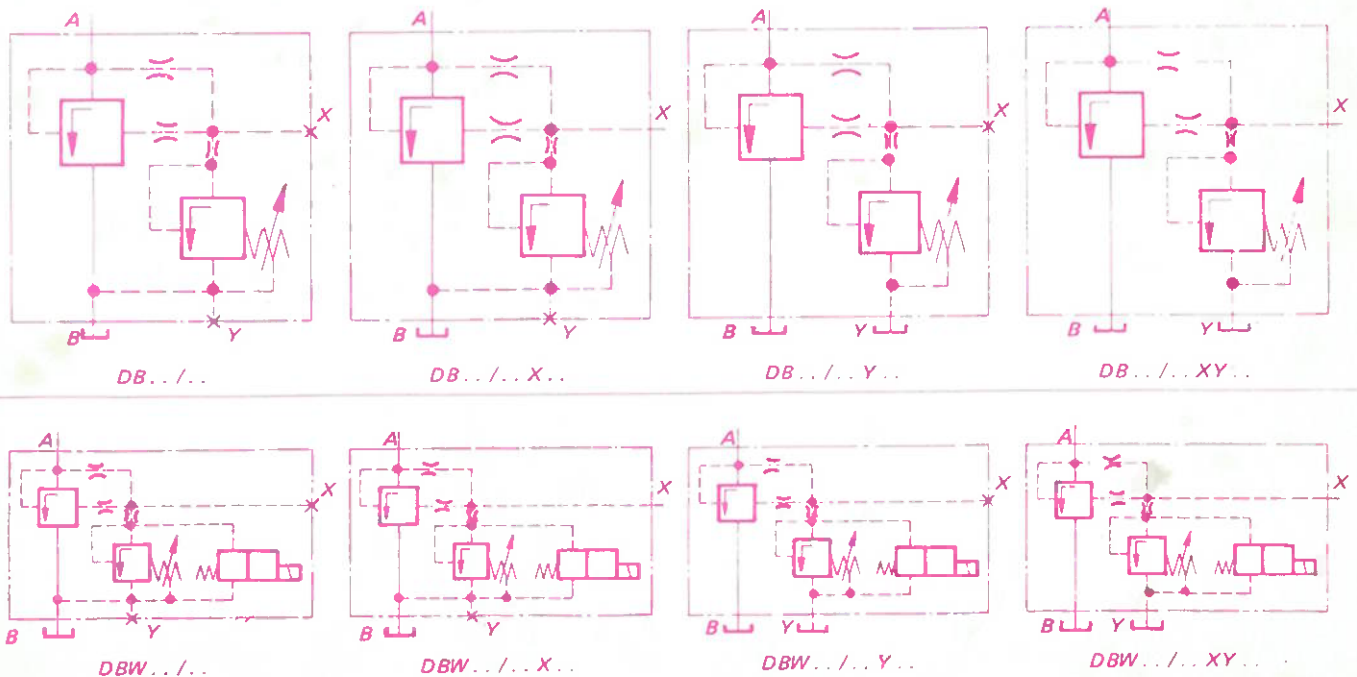 A A A A
X X X X
B Y B Y B Y B Y
DB../.. DB../..X.. DB../..Y.. DB../..XY..
A A A A
X X X X
B Y B Y B Y B Y
DBW../.. DBW../..X.. DBW../..Y.. DBW../..XY..